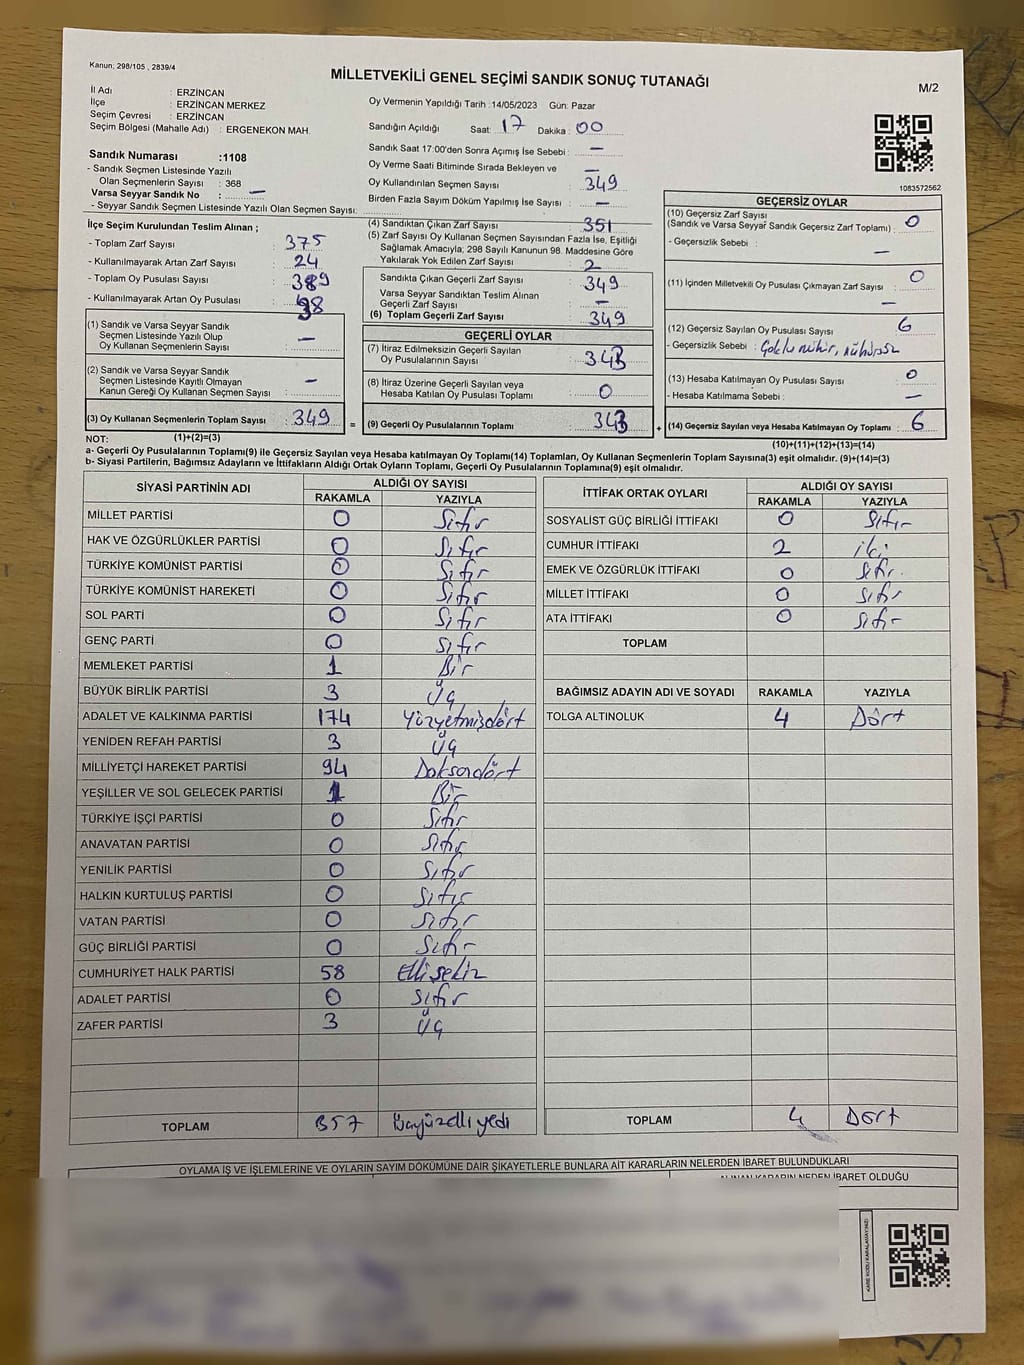 Kanun; 298/105 , 2839/4
MİLLETVEKİLİ GENEL SEÇİMİ SANDIK SONUÇ TUTANAĞI
M/2
İl Adı : ERZİNCAN
İlçe : ERZİNCAN MERKEZ
Seçim Çevresi : ERZİNCAN
Seçim Bölgesi (Mahalle Adı) : ERGENEKON MAH.
Oy Vermenin Yapıldığı Tarih :14/05/2023 Gün: Pazar
Sandığın Açıldığı Saat: 17 Dakika : 00
Sandık Saat 17:00'den Sonra Açımış İse Sebebi : —
Oy Verme Saati Bitiminde Sırada Bekleyen ve —
Oy Kullandırılan Seçmen Sayısı : 349
Birden Fazla Sayım Döküm Yapılmış İse Sayısı : —
Sandık Numarası :1108
- Sandık Seçmen Listesinde Yazılı
Olan Seçmenlerin Sayısı : 368
Varsa Seyyar Sandık No : —
- Seyyar Sandık Seçmen Listesinde Yazılı Olan Seçmen Sayısı:
1083572562
İlçe Seçim Kurulundan Teslim Alınan ;
- Toplam Zarf Sayısı : 375
- Kullanılmayarak Artan Zarf Sayısı : 24
- Toplam Oy Pusulası Sayısı : 389
- Kullanılmayarak Artan Oy Pusulası : 38
(1) Sandık ve Varsa Seyyar Sandık
Seçmen Listesinde Yazılı Olup
Oy Kullanan Seçmenlerin Sayısı : —
(2) Sandık ve Varsa Seyyar Sandık
Seçmen Listesinde Kayıtlı Olmayan
Kanun Gereği Oy Kullanan Seçmen Sayısı : —
(3) Oy Kullanan Seçmenlerin Toplam Sayısı : 349 =
(4) Sandıktan Çıkan Zarf Sayısı : 351
(5) Zarf Sayısı Oy Kullanan Seçmen Sayısından Fazla İse, Eşitliği
Sağlamak Amacıyla; 298 Sayılı Kanunun 98. Maddesine Göre
Yakılarak Yok Edilen Zarf Sayısı : 2
Sandıkta Çıkan Geçerli Zarf Sayısı : 349
Varsa Seyyar Sandıktan Teslim Alınan
Geçerli Zarf Sayısı : —
(6) Toplam Geçerli Zarf Sayısı : 349
GEÇERLİ OYLAR
(7) İtiraz Edilmeksizin Geçerli Sayılan
Oy Pusulalarının Sayısı : 343
(8) İtiraz Üzerine Geçerli Sayılan veya
Hesaba Katılan Oy Pusulası Toplamı : 0
(9) Geçerli Oy Pusulalarının Toplamı : 343 +
GEÇERSİZ OYLAR
(10) Geçersiz Zarf Sayısı
(Sandık ve Varsa Seyyar Sandık Geçersiz Zarf Toplamı) : 0
- Geçersizlik Sebebi : —
(11) İçinden Milletvekili Oy Pusulası Çıkmayan Zarf Sayısı : 0
—
(12) Geçersiz Sayılan Oy Pusulası Sayısı : 6
- Geçersizlik Sebebi : Çoklu mühür, mühürsüz
(13) Hesaba Katılmayan Oy Pusulası Sayısı : 0
- Hesaba Katılmama Sebebi : —
(14) Geçersiz Sayılan veya Hesaba Katılmayan Oy Toplamı : 6
NOT: (1)+(2)=(3) (10)+(11)+(12)+(13)=(14)
a- Geçerli Oy Pusulalarının Toplamı(9) ile Geçersiz Sayılan veya Hesaba katılmayan Oy Toplamı(14) Toplamları, Oy Kullanan Seçmenlerin Toplam Sayısına(3) eşit olmalıdır. (9)+(14)=(3)
b- Siyasi Partilerin, Bağımsız Adayların ve İttifakların Aldığı Ortak Oyların Toplamı, Geçerli Oy Pusulalarının Toplamına(9) eşit olmalıdır.
SİYASİ PARTİNİN ADI ALDIĞI OY SAYISI
RAKAMLA YAZIYLA
MİLLET PARTİSİ 0 Sıfır
HAK VE ÖZGÜRLÜKLER PARTİSİ 0 Sıfır
TÜRKİYE KOMÜNİST PARTİSİ 0 Sıfır
TÜRKİYE KOMÜNİST HAREKETİ 0 Sıfır
SOL PARTİ 0 Sıfır
GENÇ PARTİ 0 Sıfır
MEMLEKET PARTİSİ 1 Bir
BÜYÜK BİRLİK PARTİSİ 3 Üç
ADALET VE KALKINMA PARTİSİ 174 Yüzyetmişdört
YENİDEN REFAH PARTİSİ 3 Üç
MİLLİYETÇİ HAREKET PARTİSİ 94 Doksandört
YEŞİLLER VE SOL GELECEK PARTİSİ 1 Bir
TÜRKİYE İŞÇİ PARTİSİ 0 Sıfır
ANAVATAN PARTİSİ 0 Sıfır
YENİLİK PARTİSİ 0 Sıfır
HALKIN KURTULUŞ PARTİSİ 0 Sıfır
VATAN PARTİSİ 0 Sıfır
GÜÇ BİRLİĞİ PARTİSİ 0 Sıfır
CUMHURİYET HALK PARTİSİ 58 Elli sekiz
ADALET PARTİSİ 0 Sıfır
ZAFER PARTİSİ 3 Üç
TOPLAM 357 Üçyüzelli yedi
İTTİFAK ORTAK OYLARI ALDIĞI OY SAYISI
RAKAMLA YAZIYLA
SOSYALİST GÜÇ BİRLİĞİ İTTİFAKI 0 Sıfır
CUMHUR İTTİFAKI 2 iki
EMEK VE ÖZGÜRLÜK İTTİFAKI 0 Sıfır
MİLLET İTTİFAKI 0 Sıfır
ATA İTTİFAKI 0 Sıfır
TOPLAM
BAĞIMSIZ ADAYIN ADI VE SOYADI RAKAMLA YAZIYLA
TOLGA ALTINOLUK 4 Dört
TOPLAM 4 Dört
OYLAMA İŞ VE İŞLEMLERİNE VE OYLARIN SAYIM DÖKÜMÜNE DAİR ŞİKAYETLERLE BUNLARA AİT KARARLARIN NELERDEN İBARET BULUNDUKLARI
ALINAN KARARIN NEDEN İBARET OLDUĞU
KARE KODU KARALAMAYINIZ!